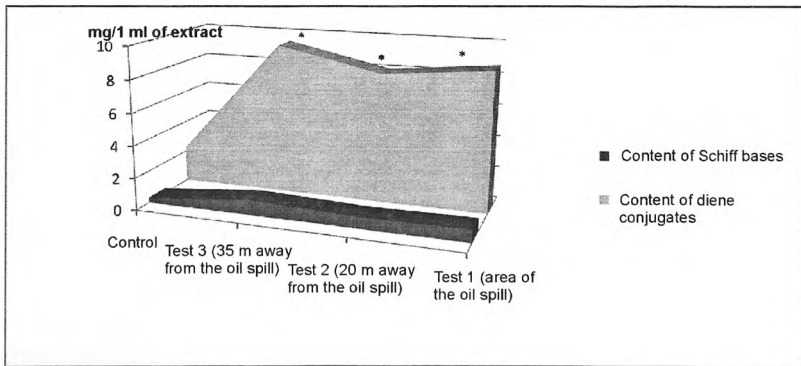 mg/1 ml of extract
10
8
6
4
2
0
* * *
Control
Test 3 (35 m away
from the oil spill)
Test 2 (20 m away
from the oil spill)
Test 1 (area of
the oil spill)
Content of Schiff bases
Content of diene
conjugates